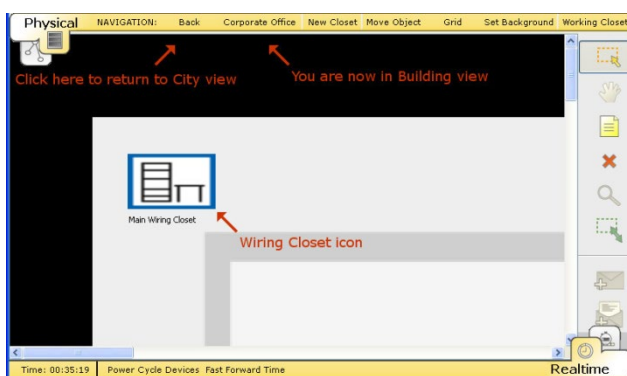 Physical NAVIGATION: Back Corporate Office New Closet Move Object Grid Set Background Working Closet
Click here to return to City view
You are now in Building view
Main Wiring Closet
Wiring Closet icon
Time: 00:35:19 Power Cycle Devices Fast Forward Time
Realtime